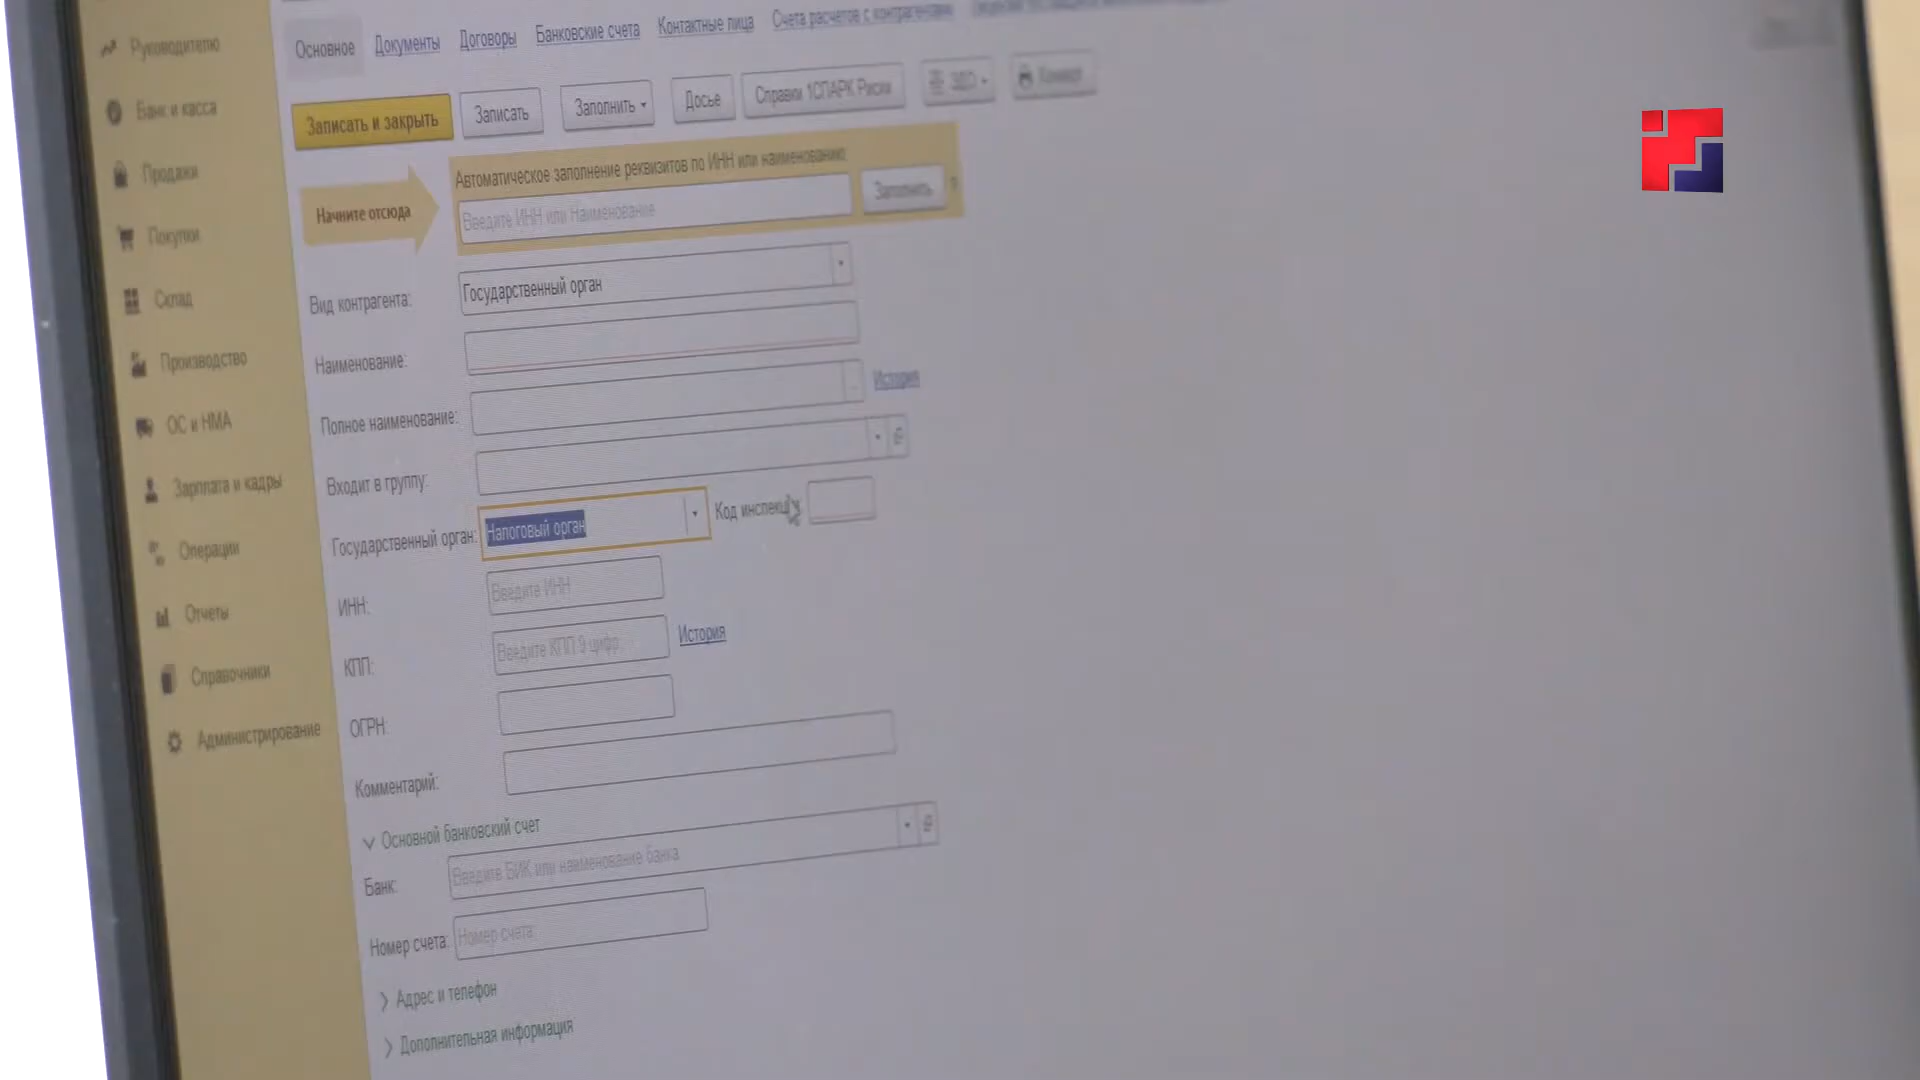 Руководителю
Банк и касса
Продажи
Покупки
Склад
Производство
ОС и НМА
Зарплата и кадры
Операции
Отчеты
Справочники
Администрирование
Основное Документы Договоры Банковские счета Контактные лица Счета расчетов с контрагентами
Записать и закрыть Записать Заполнить Досье Справки 1СПАРК Риски ЭДО Конверт
Начните отсюда
Автоматическое заполнение реквизитов по ИНН или наименованию
Введите ИНН или Наименование Заполнить ?
Вид контрагента: Государственный орган
Наименование:
Полное наименование: История
Входит в группу:
Государственный орган: Налоговый орган Код инспекции
ИНН: Введите ИНН
КПП: Введите КПП 9 цифр История
ОГРН:
Комментарий:
Основной банковский счет
Банк: Введите БИК или наименование банка
Номер счета: Номер счета
Адрес и телефон
Дополнительная информация